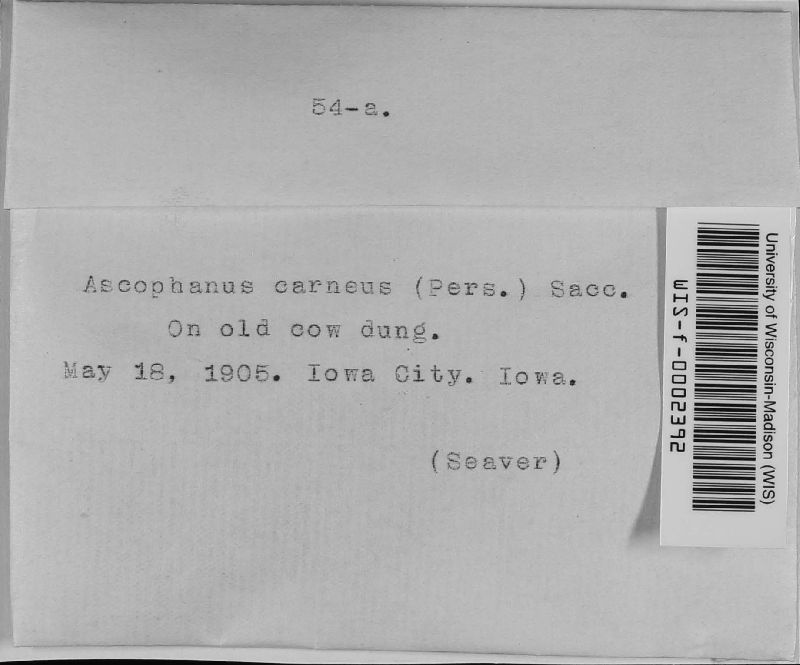 54-a.
Ascophanus carneus (Pers.) Sacc.
On old cow dung.
May 18, 1905. Iowa City. Iowa.
(Seaver)
University of Wisconsin-Madison (WIS)
WIS-f-0002392